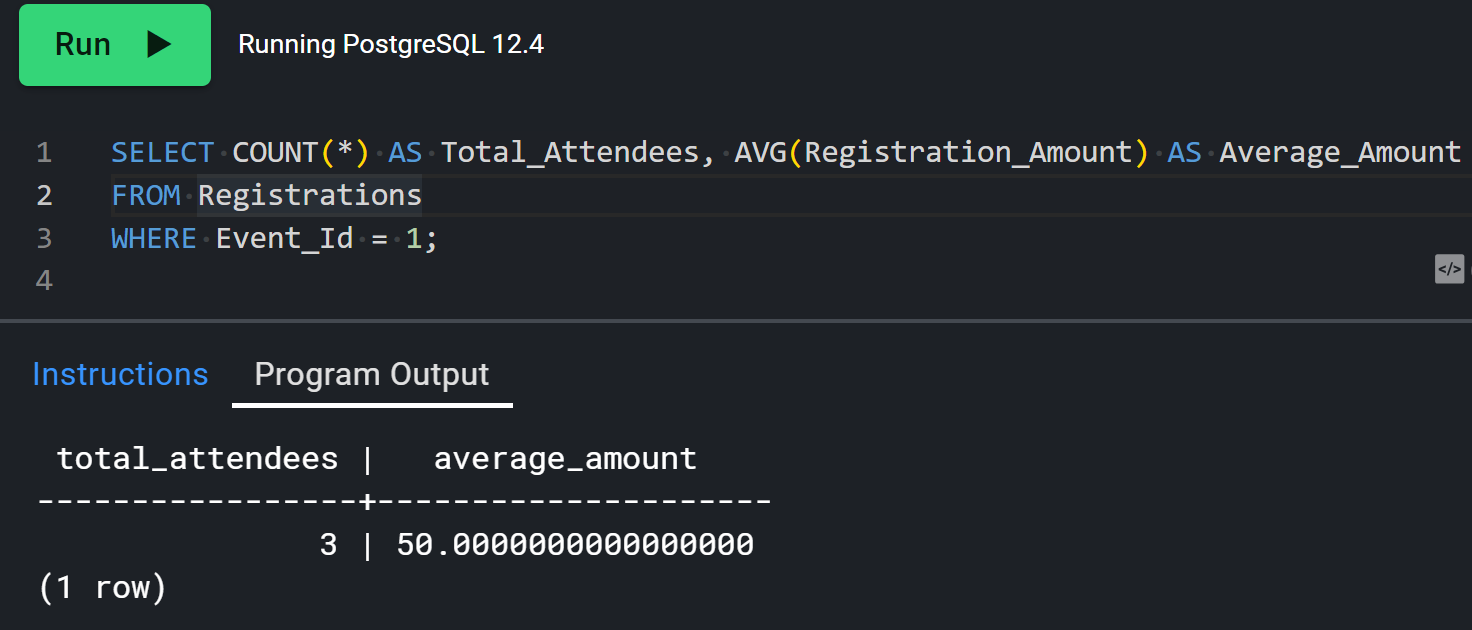 Run
Running PostgreSQL 12.4
1 SELECT COUNT(*) AS Total_Attendees, AVG(Registration_Amount) AS Average_Amount
2 FROM Registrations
3 WHERE Event_Id = 1;
4
</>
Instructions Program Output
total_attendees | average_amount
-----------------+---------------------
3 | 50.0000000000000000
(1 row)